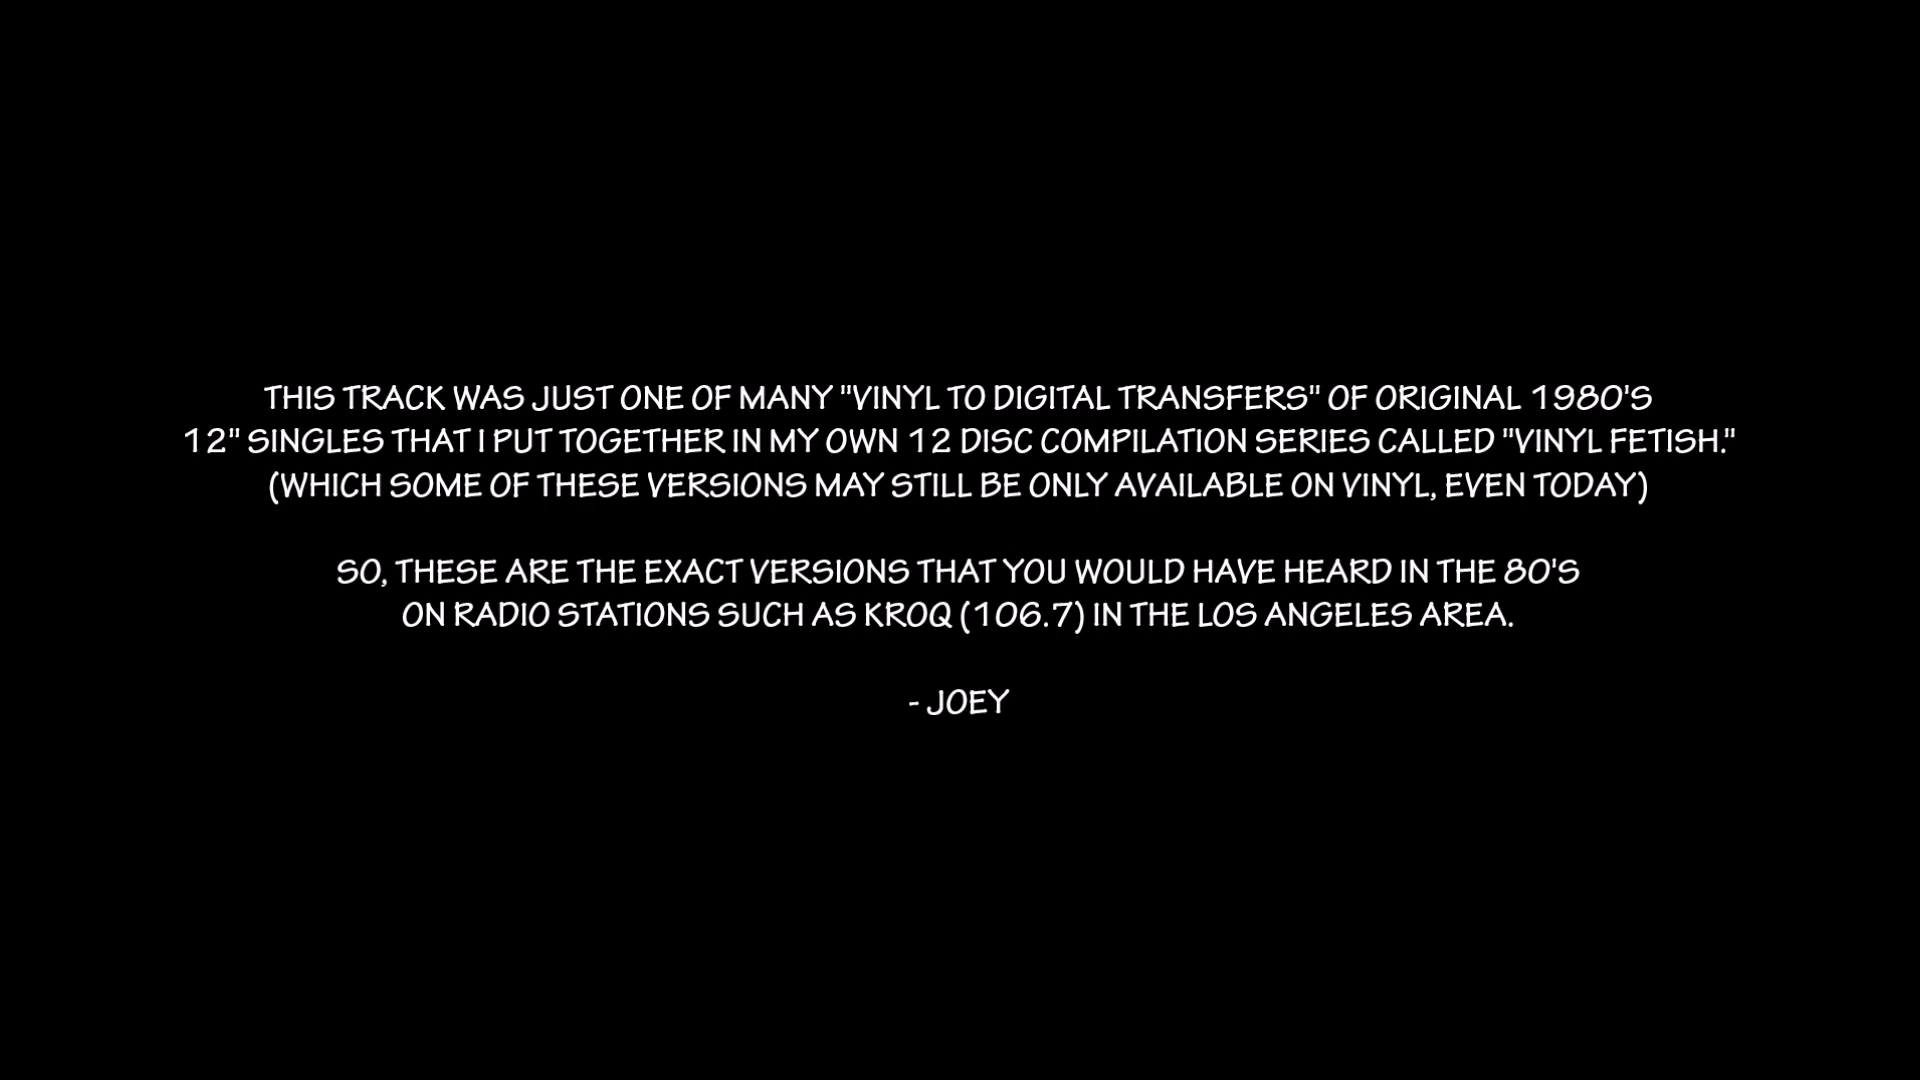 THIS TRACK WAS JUST ONE OF MANY "VINYL TO DIGITAL TRANSFERS" OF ORIGINAL 1980'S
12" SINGLES THAT I PUT TOGETHER IN MY OWN 12 DISC COMPILATION SERIES CALLED "VINYL FETISH."
(WHICH SOME OF THESE VERSIONS MAY STILL BE ONLY AVAILABLE ON VINYL, EVEN TODAY)
SO, THESE ARE THE EXACT VERSIONS THAT YOU WOULD HAVE HEARD IN THE 80'S
ON RADIO STATIONS SUCH AS KROQ (106.7) IN THE LOS ANGELES AREA.
- JOEY